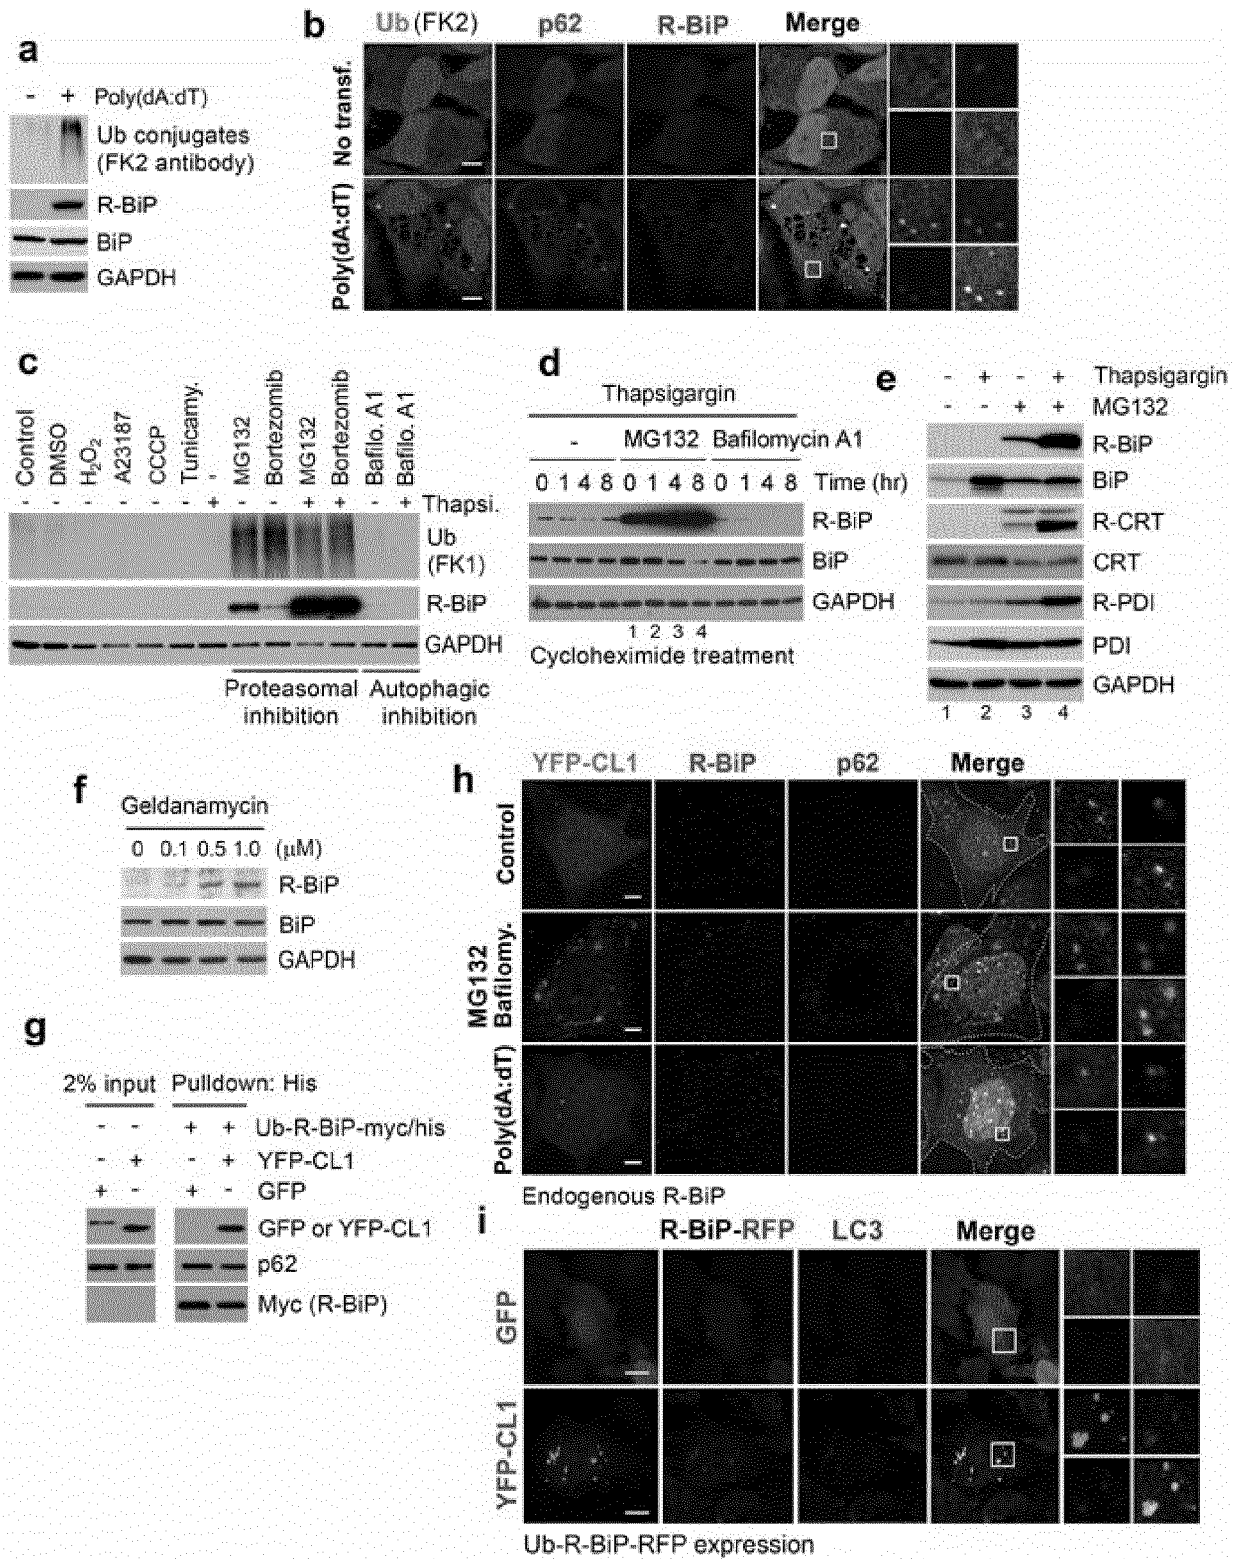 a
- + Poly(dA:dT)
Ub conjugates
(FK2 antibody)
R-BiP
BiP
GAPDH
b
Ub (FK2) p62 R-BiP Merge
No transf.
Poly(dA:dT)
c
Control
DMSO
H2O2
A23187
CCCP
Tunicamy.
-
MG132
Bortezomib
MG132
Bortezomib
Bafilo. A1
Bafilo. A1
- - - - - - + - - + + - + Thapsi.
Ub
(FK1)
R-BiP
GAPDH
Proteasomal
inhibition
Autophagic
inhibition
d
Thapsigargin
- MG132 Bafilomycin A1
0 1 4 8 0 1 4 8 0 1 4 8 Time (hr)
R-BiP
BiP
GAPDH
1 2 3 4
Cycloheximide treatment
e
- + - + Thapsigargin
- - + + MG132
R-BiP
BiP
R-CRT
CRT
R-PDI
PDI
GAPDH
1 2 3 4
f
Geldanamycin
0 0.1 0.5 1.0 (μM)
R-BiP
BiP
GAPDH
g
2% input Pulldown: His
- - + + Ub-R-BiP-myc/his
- + - + YFP-CL1
+ - + - GFP
GFP or YFP-CL1
p62
Myc (R-BiP)
h
YFP-CL1 R-BiP p62 Merge
Control
MG132
Bafilomy.
Poly(dA:dT)
Endogenous R-BiP
i
R-BiP-RFP LC3 Merge
GFP
YFP-CL1
Ub-R-BiP-RFP expression